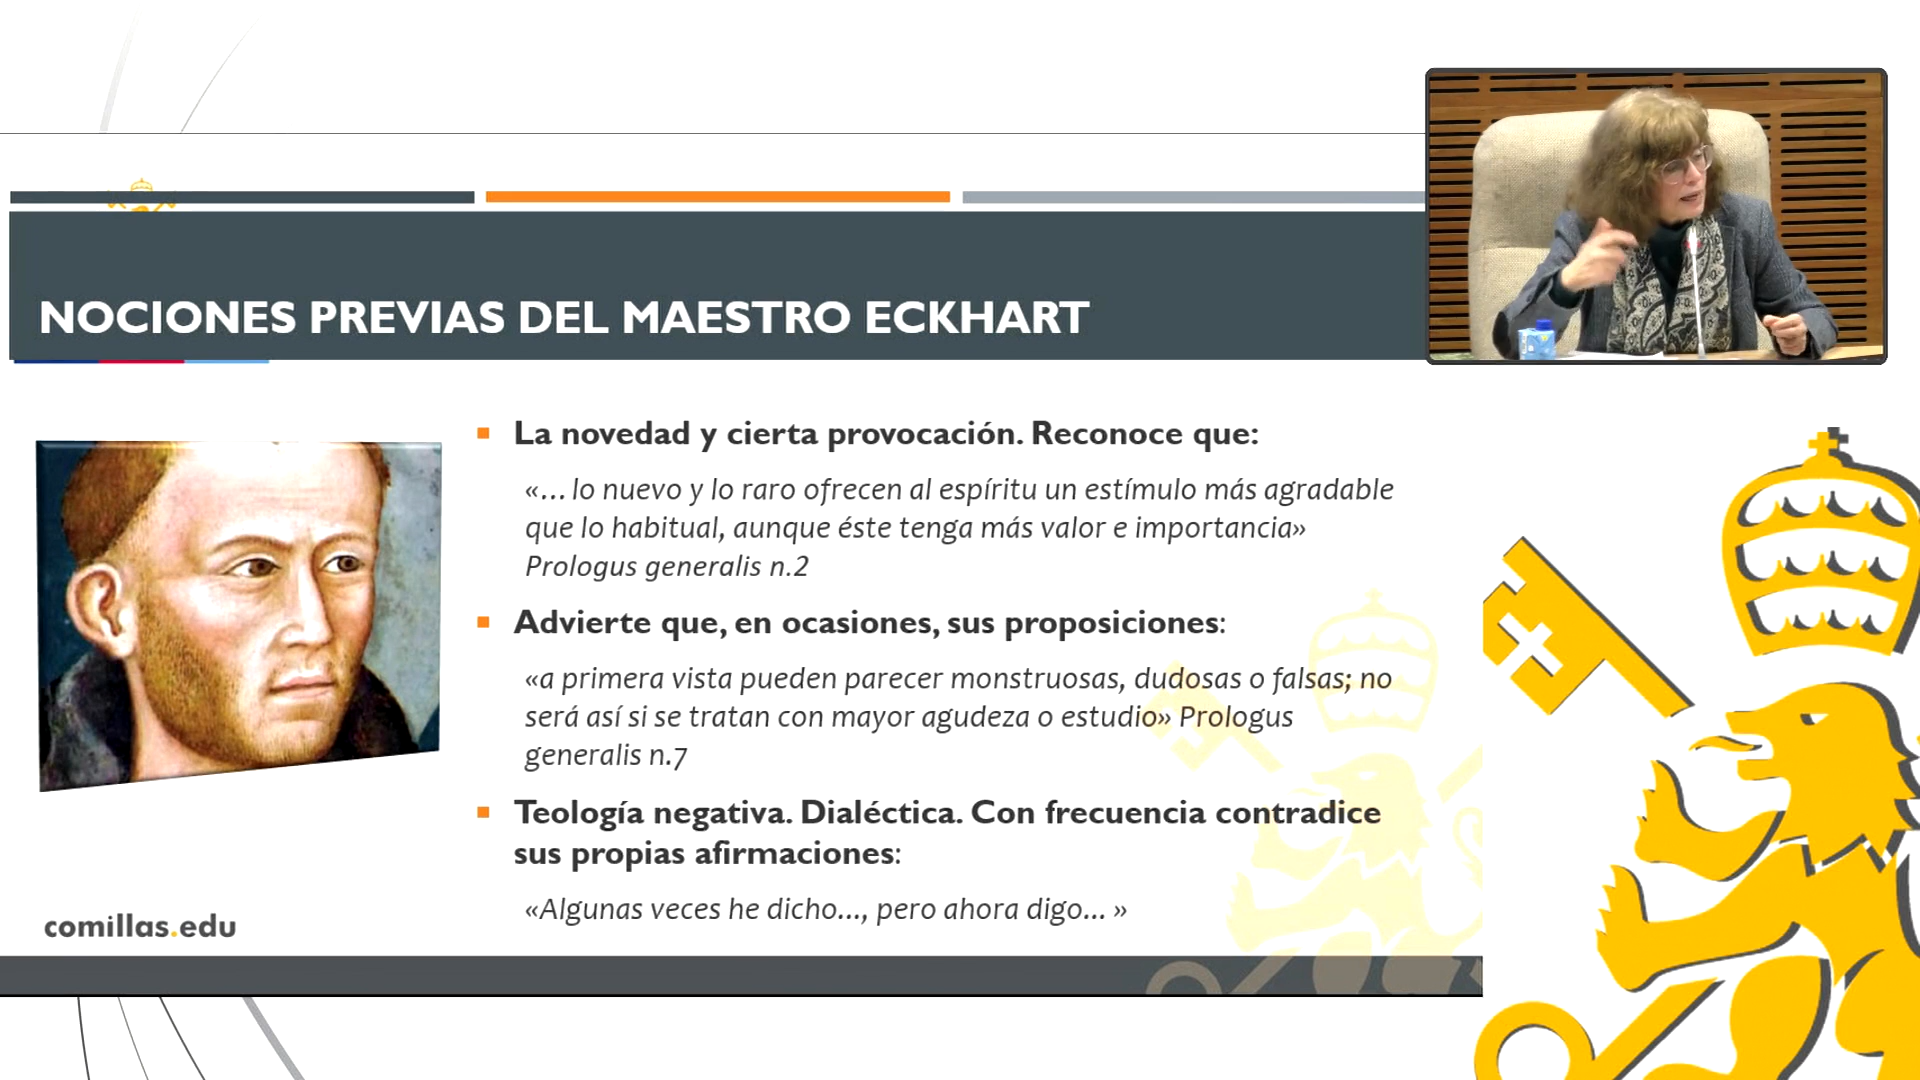 NOCIONES PREVIAS DEL MAESTRO ECKHART
La novedad y cierta provocación. Reconoce que:
«… lo nuevo y lo raro ofrecen al espíritu un estímulo más agradable
que lo habitual, aunque éste tenga más valor e importancia»
Prologus generalis n.2
Advierte que, en ocasiones, sus proposiciones:
«a primera vista pueden parecer monstruosas, dudosas o falsas; no
será así si se tratan con mayor agudeza o estudio» Prologus
generalis n.7
Teología negativa. Dialéctica. Con frecuencia contradice
sus propias afirmaciones:
«Algunas veces he dicho…, pero ahora digo… »
comillas.edu